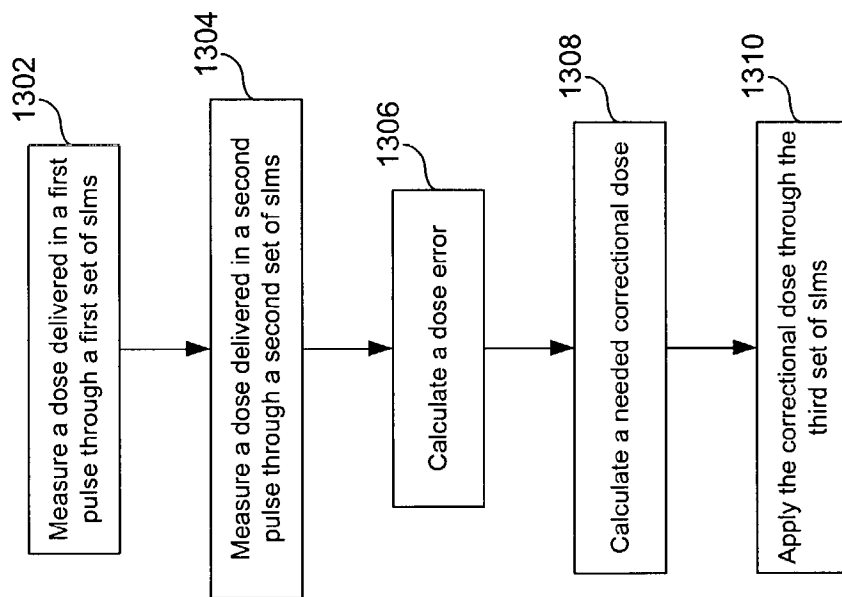 1302
Measure a dose delivered in a first
pulse through a first set of slms
1304
Measure a dose delivered in a second
pulse through a second set of slms
1306
Calculate a dose error
1308
Calculate a needed correctional dose
1310
Apply the correctional dose through the
third set of slms